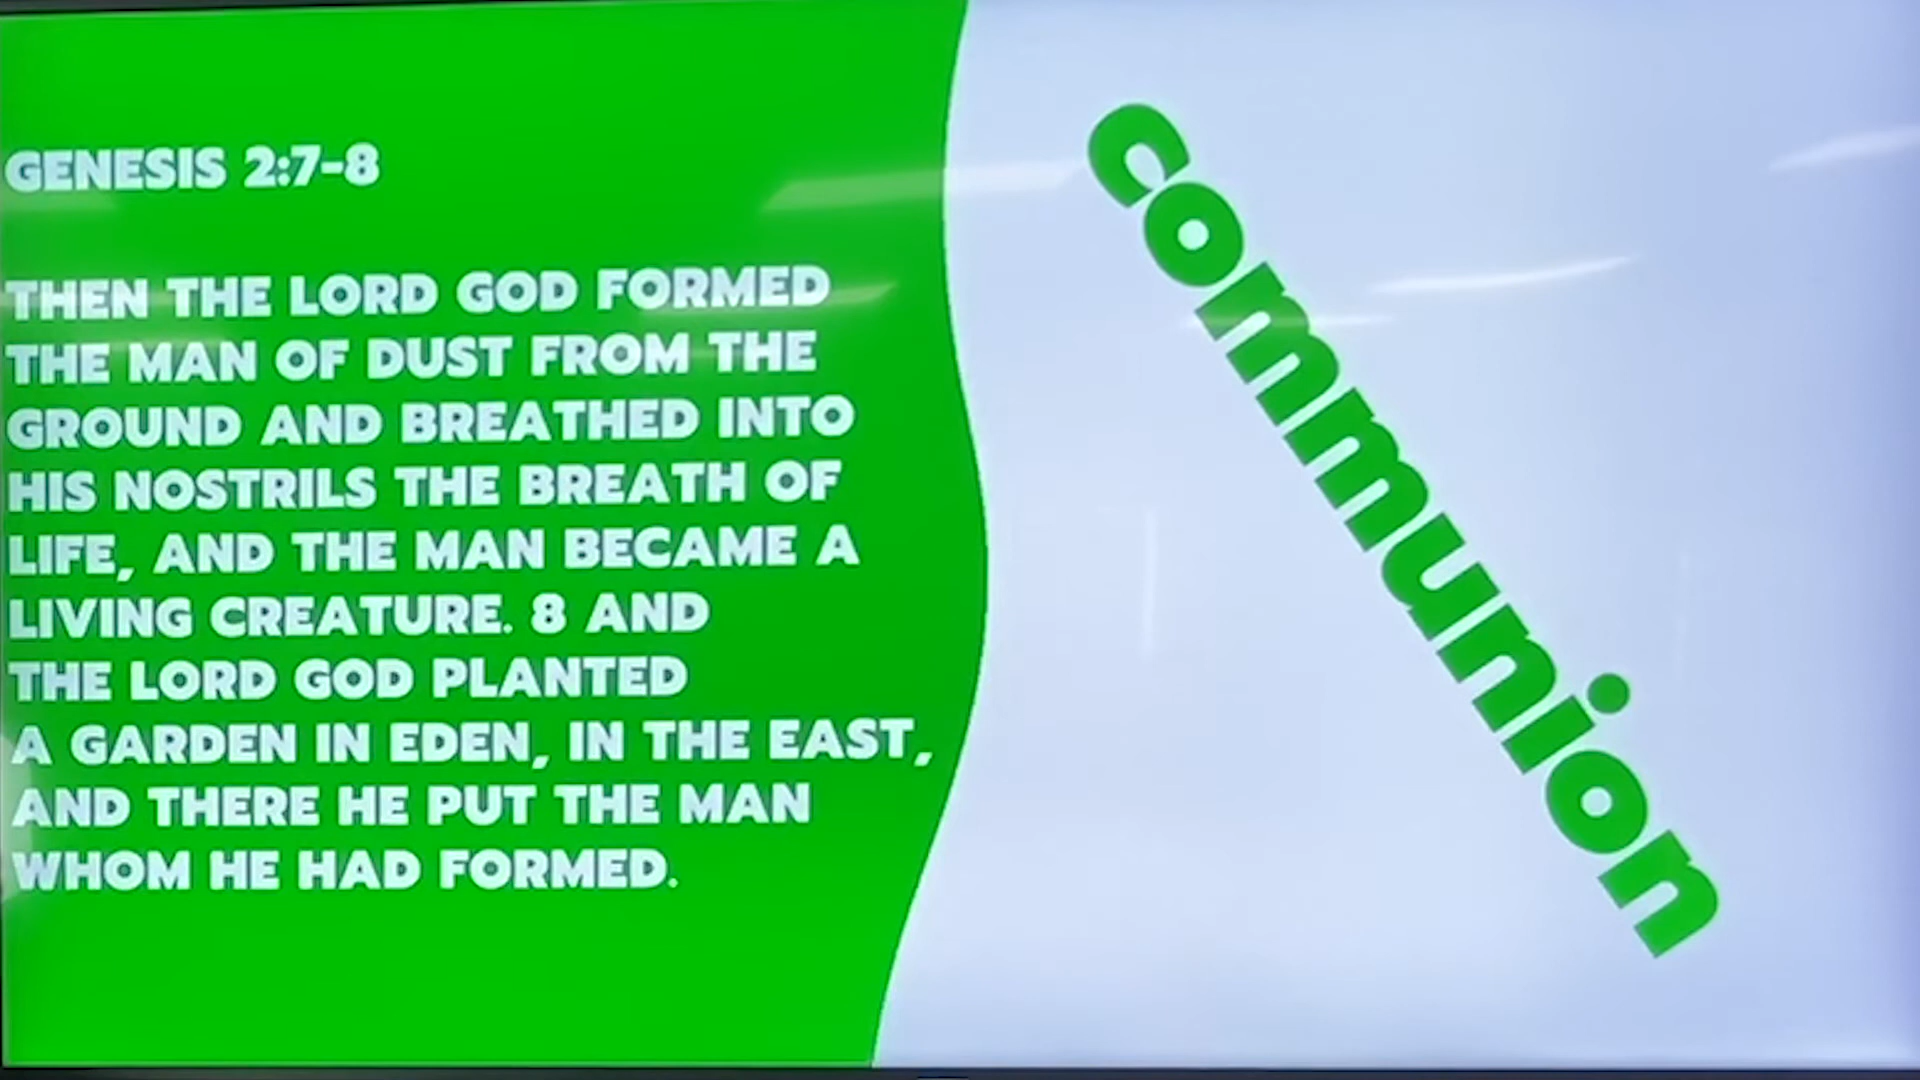 GENESIS 2:7-8
THEN THE LORD GOD FORMED
THE MAN OF DUST FROM THE
GROUND AND BREATHED INTO
HIS NOSTRILS THE BREATH OF
LIFE, AND THE MAN BECAME A
LIVING CREATURE. 8 AND
THE LORD GOD PLANTED
A GARDEN IN EDEN, IN THE EAST,
AND THERE HE PUT THE MAN
WHOM HE HAD FORMED.
communion